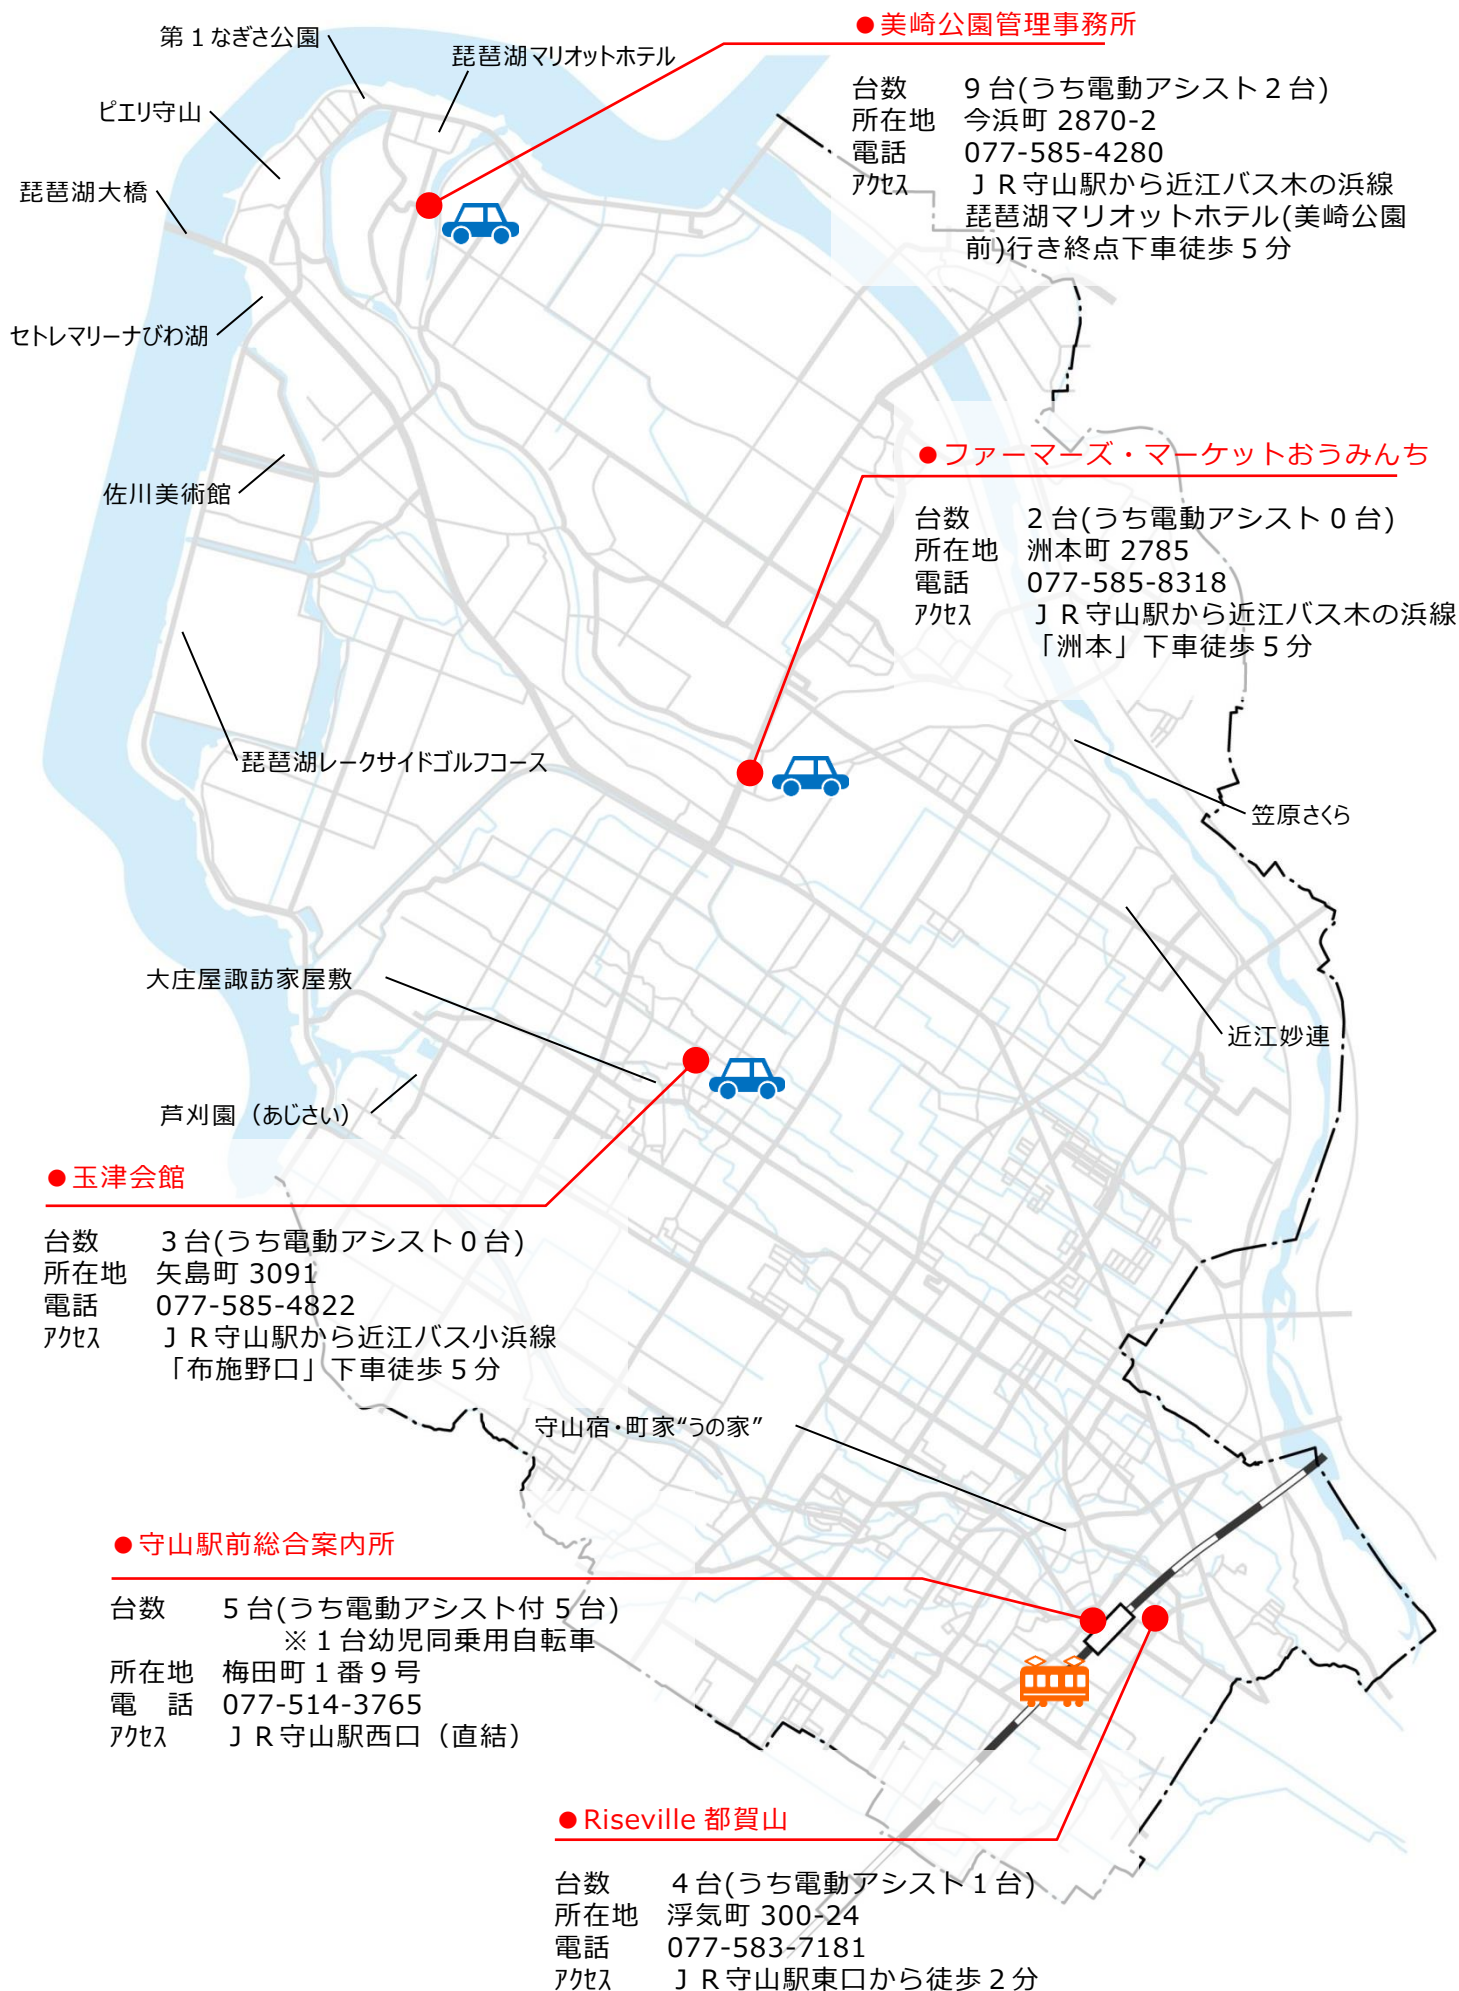 ●美崎公園管理事務所
台数 9台(うち電動アシスト2台)
所在地 今浜町 2870-2
電話 077-585-4280
ｱｸｾｽ ＪＲ守山駅から近江バス木の浜線
琵琶湖マリオットホテル(美崎公園
前)行き終点下車徒歩5分
第1なぎさ公園
琵琶湖マリオットホテル
ピエリ守山
琵琶湖大橋
セトレマリーナびわ湖
●ファーマーズ・マーケットおうみんち
台数 2台(うち電動アシスト0台)
所在地 洲本町 2785
電話 077-585-8318
ｱｸｾｽ ＪＲ守山駅から近江バス木の浜線
「洲本」下車徒歩5分
佐川美術館
琵琶湖レークサイドゴルフコース
笠原さくら
大庄屋諏訪家屋敷
近江妙連
芦刈園（あじさい）
●玉津会館
台数 3台(うち電動アシスト0台)
所在地 矢島町 3091
電話 077-585-4822
ｱｸｾｽ ＪＲ守山駅から近江バス小浜線
「布施野口」下車徒歩5分
守山宿・町家“うの家”
●守山駅前総合案内所
台数 5台(うち電動アシスト付5台)
※1台幼児同乗用自転車
所在地 梅田町1番9号
電　話 077-514-3765
ｱｸｾｽ ＪＲ守山駅西口（直結）
●Riseville 都賀山
台数 4台(うち電動アシスト1台)
所在地 浮気町 300-24
電話 077-583-7181
ｱｸｾｽ ＪＲ守山駅東口から徒歩2分